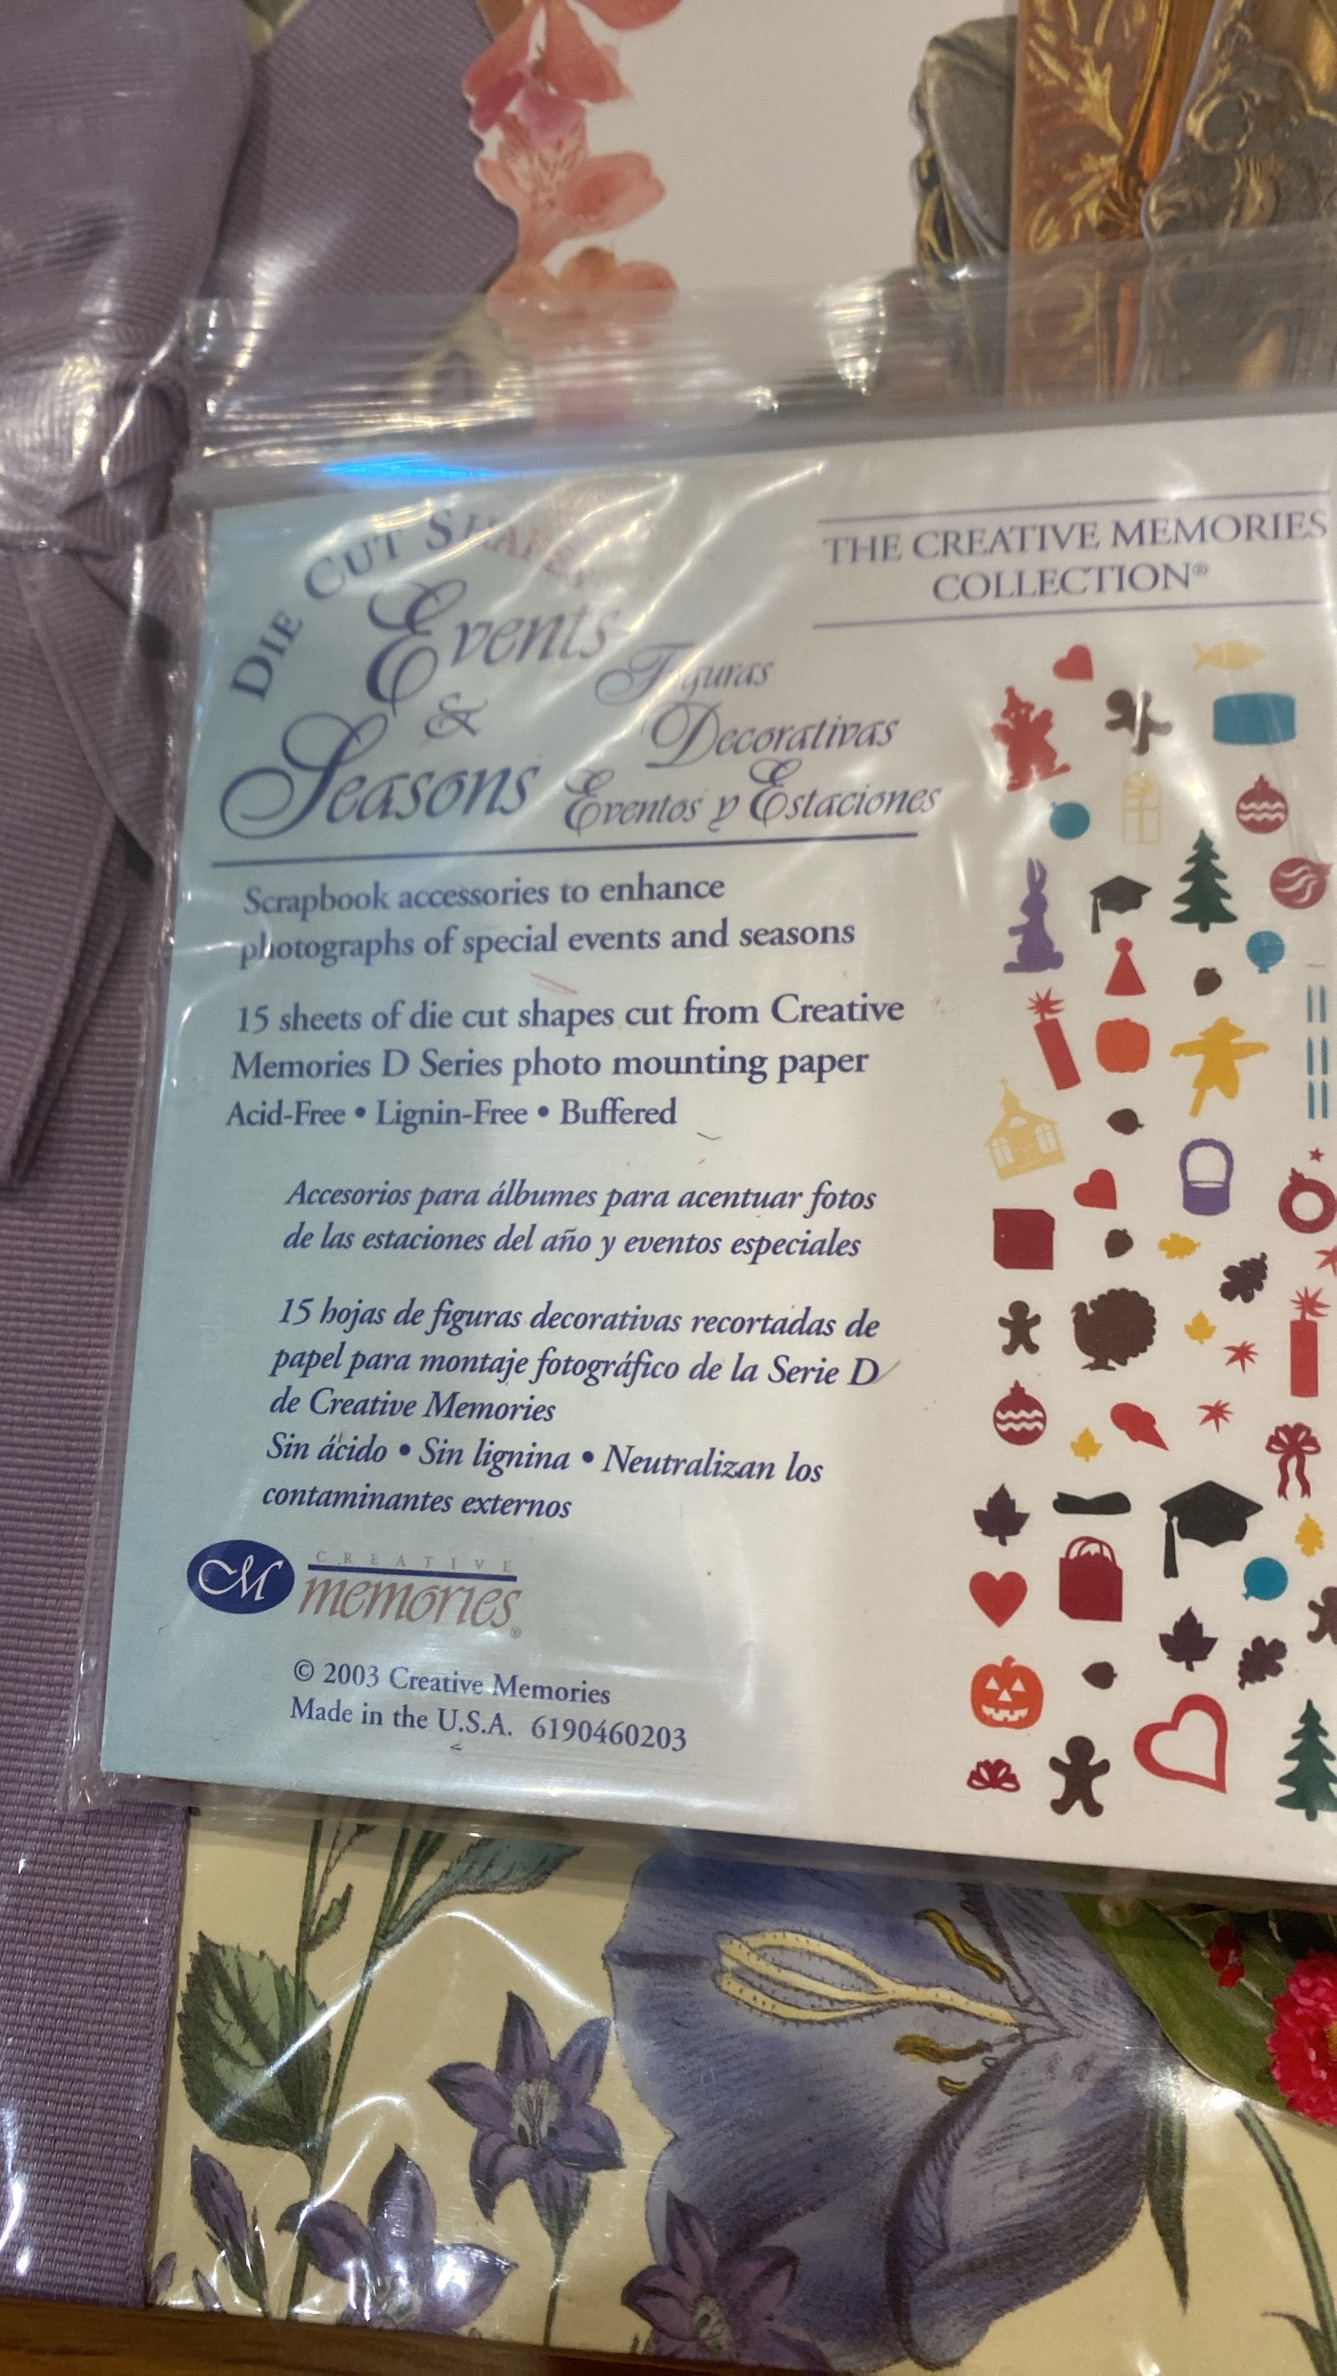 DIE CUT SHAPES
Events
&
Seasons
Figuras
Decorativas
Eventos y Estaciones
THE CREATIVE MEMORIES
COLLECTION®
Scrapbook accessories to enhance
photographs of special events and seasons
15 sheets of die cut shapes cut from Creative
Memories D Series photo mounting paper
Acid-Free • Lignin-Free • Buffered
Accesorios para álbumes para acentuar fotos
de las estaciones del año y eventos especiales
15 hojas de figuras decorativas recortadas de
papel para montaje fotográfico de la Serie D
de Creative Memories
Sin ácido • Sin lignina • Neutralizan los
contaminantes externos
CM CREATIVE
memories®
© 2003 Creative Memories
Made in the U.S.A. 6190460203